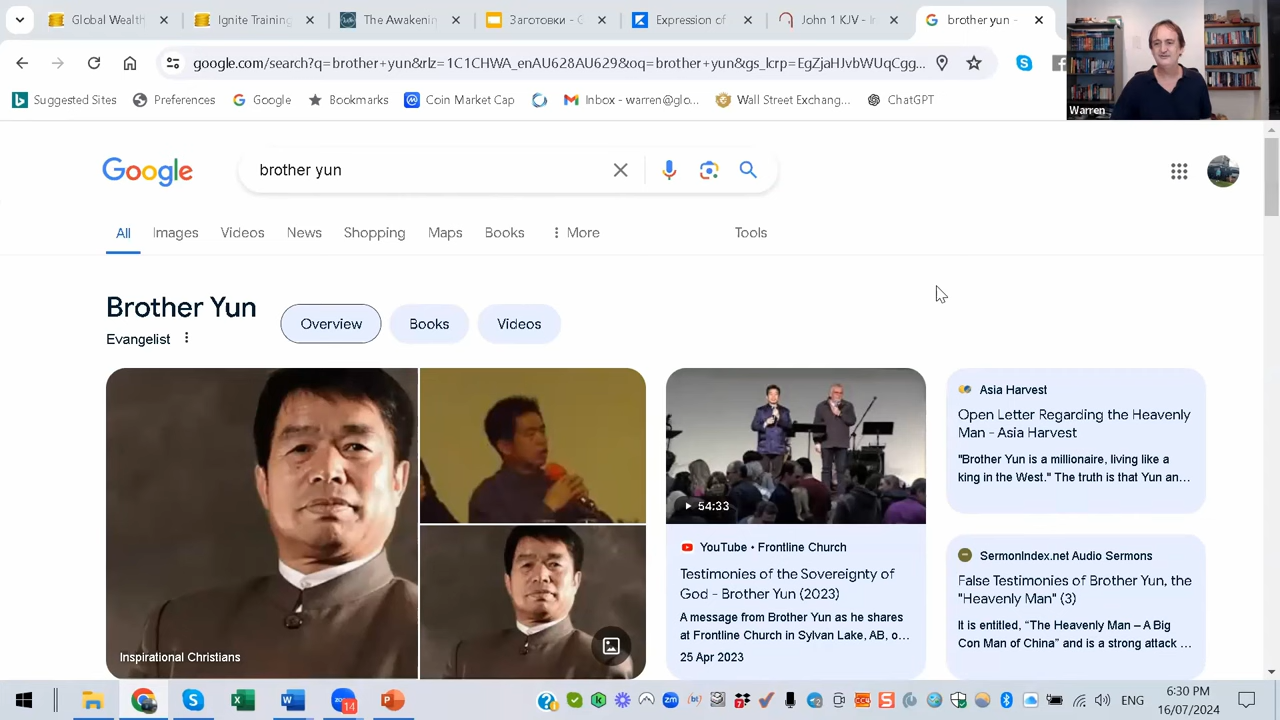 Global Wealth
Ignite Training
The Awakenin
Заготовки - G
Expression of
John 1 KJV - In
brother yun -
google.com/search?q=brother+yun&rlz=1C1CHWA_enAU628AU629&oq=brother+yun&gs_lcrp=EgZjaHJvbWUqCgg...
Suggested Sites
Preferences
Google
Bookmarks
Coin Market Cap
Inbox - warren@glo...
Wall Street Exchang...
ChatGPT
Warren
Google
brother yun
All
Images
Videos
News
Shopping
Maps
Books
More
Tools
Brother Yun
Evangelist
Overview
Books
Videos
Inspirational Christians
54:33
YouTube • Frontline Church
Testimonies of the Sovereignty of
God - Brother Yun (2023)
A message from Brother Yun as he shares
at Frontline Church in Sylvan Lake, AB, o...
25 Apr 2023
Asia Harvest
Open Letter Regarding the Heavenly
Man - Asia Harvest
"Brother Yun is a millionaire, living like a
king in the West." The truth is that Yun an...
SermonIndex.net Audio Sermons
False Testimonies of Brother Yun, the
"Heavenly Man" (3)
It is entitled, “The Heavenly Man – A Big
Con Man of China” and is a strong attack ...
14
ENG
6:30 PM
16/07/2024